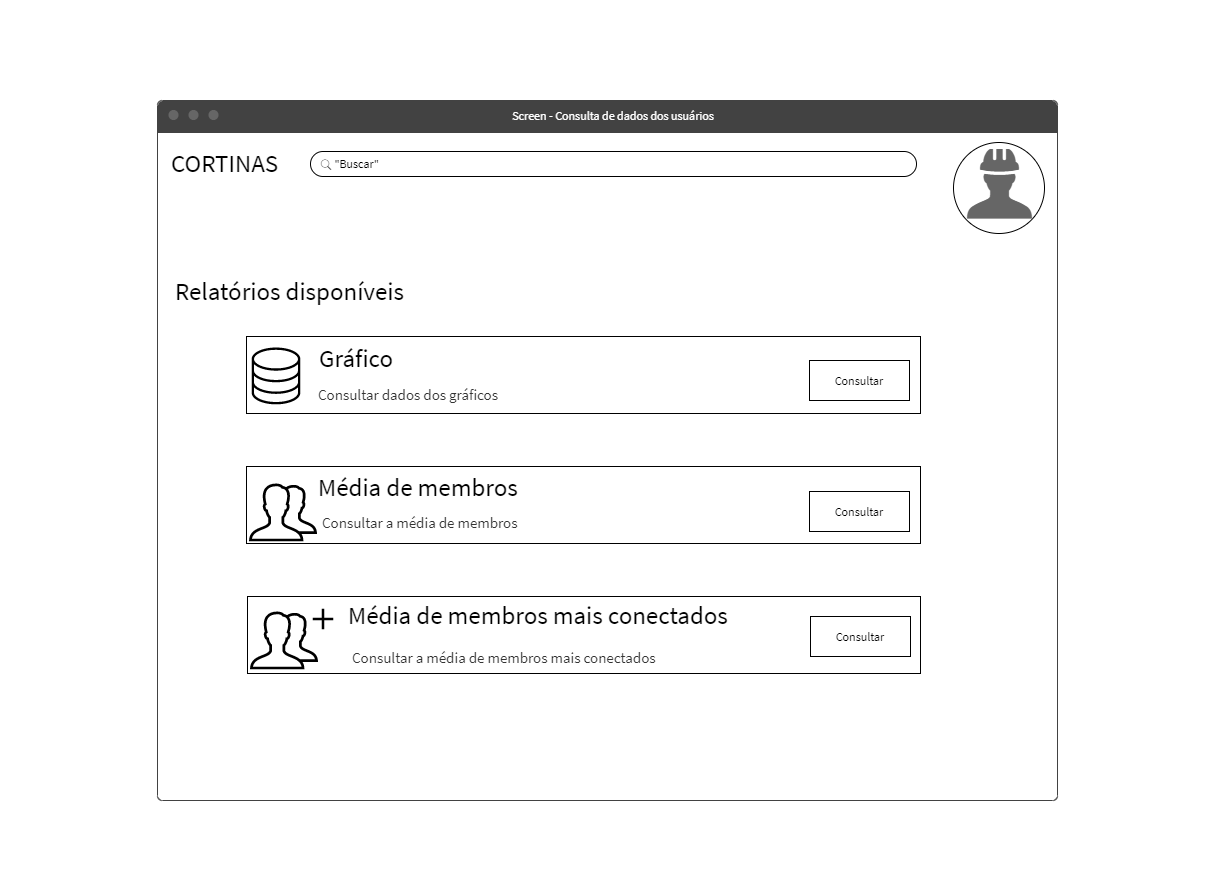 Screen - Consulta de dados dos usuários
CORTINAS
"Buscar"
Relatórios disponíveis
Gráfico
Consultar dados dos gráficos
Consultar
Média de membros
Consultar a média de membros
Consultar
Média de membros mais conectados
Consultar a média de membros mais conectados
Consultar